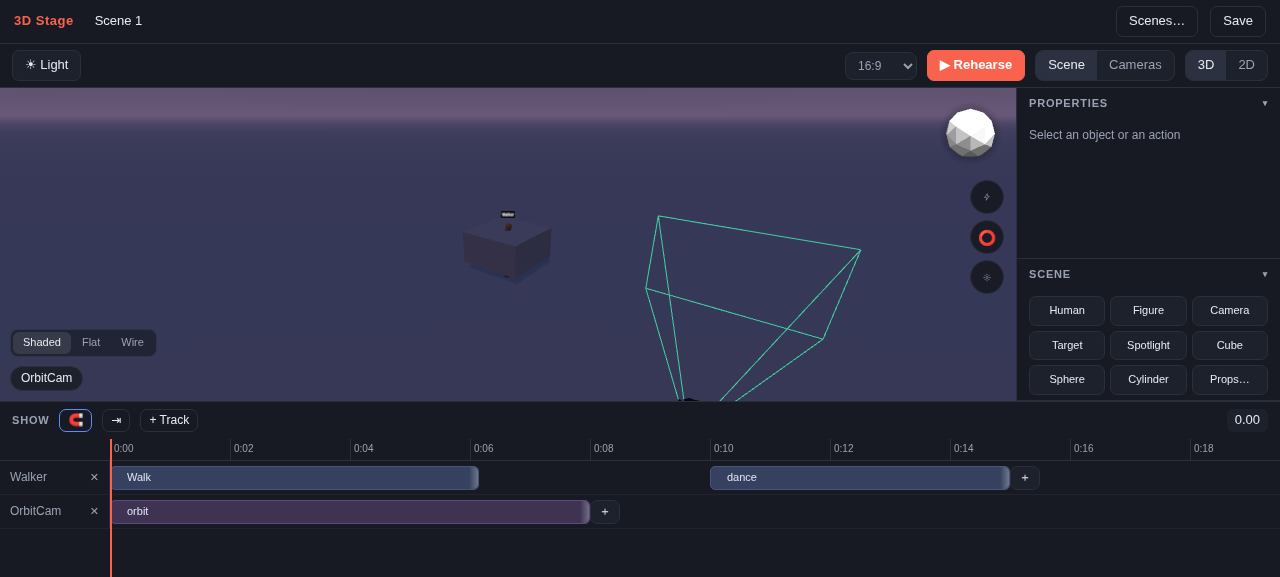 3D Stage Scene 1 Scenes… Save
☀ Light 16:9 ▶ Rehearse Scene Cameras 3D 2D
PROPERTIES
Select an object or an action
Walker
SCENE
Human Figure Camera
Target Spotlight Cube
Sphere Cylinder Props…
Shaded Flat Wire
OrbitCam
SHOW + Track 0.00
0:00 0:02 0:04 0:06 0:08 0:10 0:12 0:14 0:16 0:18
Walker × Walk dance +
OrbitCam × orbit +